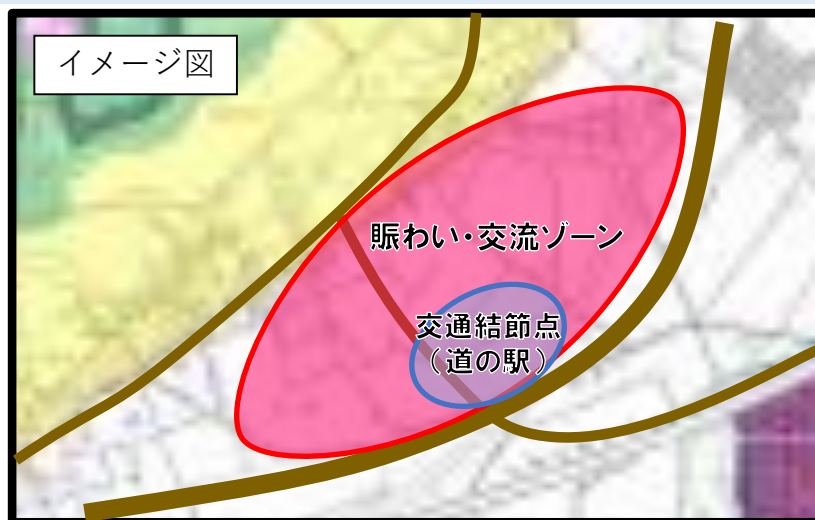 イメージ図
賑わい・交流ゾーン
交通結節点
（道の駅）